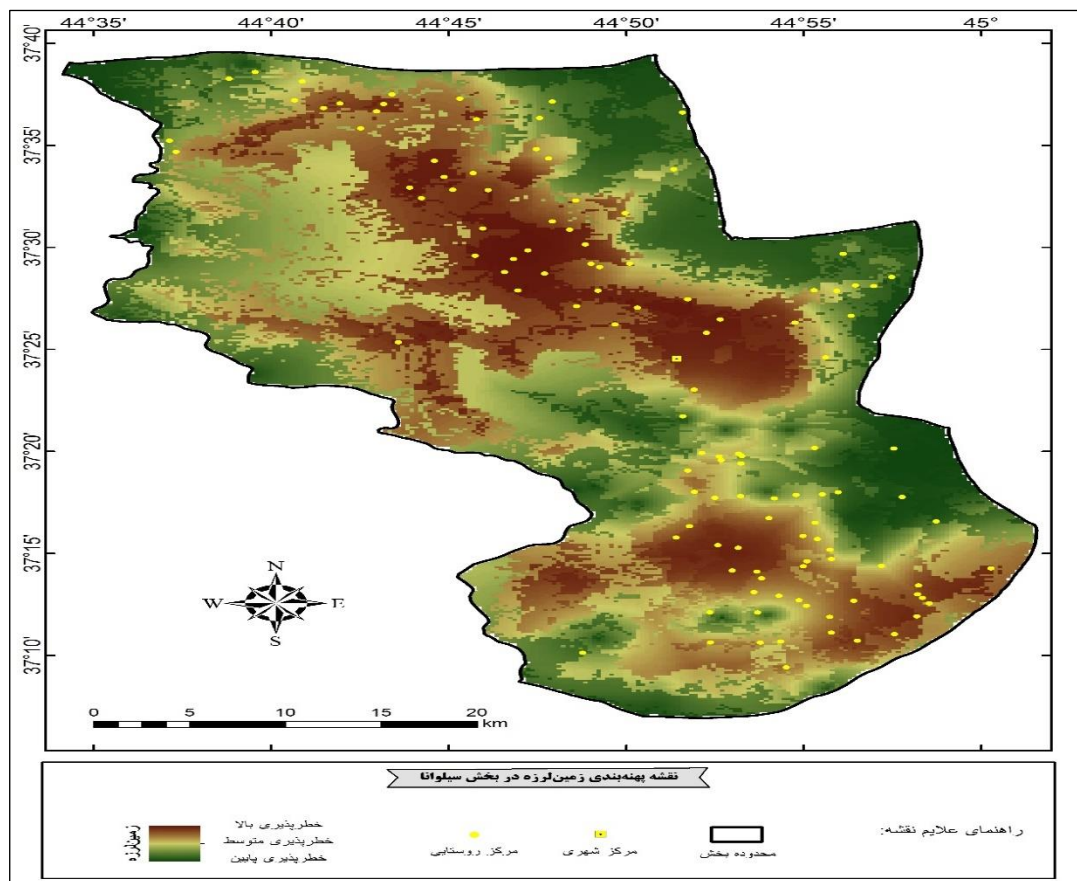 44°35' 44°40' 44°45' 44°50' 44°55' 45°
37°40'
37°35'
37°30'
37°25'
37°20'
37°15'
37°10'
N
W E
S
0 5 10 15 20
km
نقشه پهنه‌بندی زمین‌لرزه در بخش سیلوانا
راهنمای علایم نقشه:
محدوده بخش
مرکز شهری
مرکز روستایی
زمین‌لرزه
خطرپذیری بالا
خطرپذیری متوسط
خطرپذیری پایین